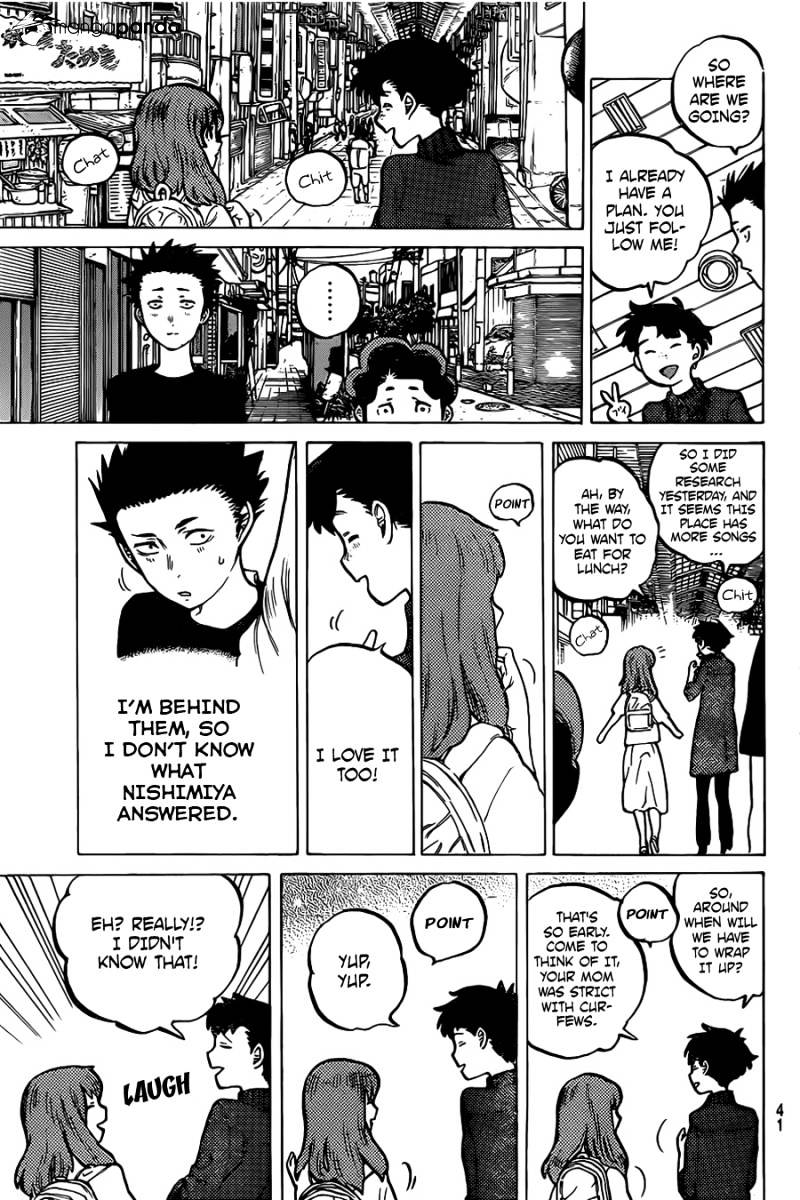 mangapanda
SO
WHERE
ARE WE
GOING?
I ALREADY
HAVE A
PLAN. YOU
JUST FOL-
LOW ME!
Chit
Chat
......
SO I DID
SOME
RESEARCH
YESTERDAY, AND
IT SEEMS THIS
PLACE HAS
MORE SONGS
...
Chit
AH, BY
THE WAY,
WHAT DO
YOU WANT TO
EAT FOR
LUNCH?
Chat
POINT
I LOVE IT
TOO!
I'M BEHIND
THEM, SO
I DON'T KNOW
WHAT
NISHIMIYA
ANSWERED.
SO,
AROUND
WHEN WILL
WE HAVE
TO WRAP
IT UP?
POINT
THAT'S
SO EARLY.
COME TO
THINK OF IT,
YOUR MOM
WAS STRICT
WITH CUR-
FEWS.
POINT
YUP,
YUP.
EH? REALLY!?
I DIDN'T
KNOW THAT!
LAUGH
41